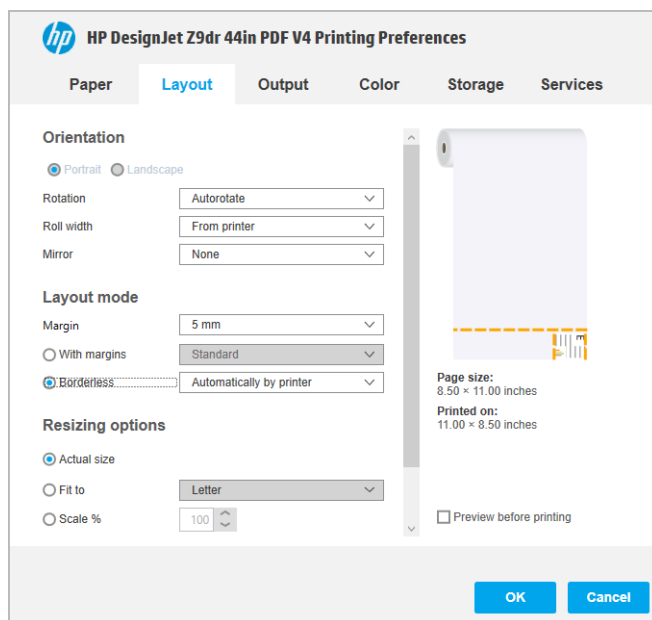 hp HP DesignJet Z9dr 44in PDF V4 Printing Preferences
Paper Layout Output Color Storage Services
Orientation
Portrait Landscape
Rotation Autorotate
Roll width From printer
Mirror None
Layout mode
Margin 5 mm
With margins Standard
Borderless Automatically by printer
Page size:
8.50 × 11.00 inches
Printed on:
11.00 × 8.50 inches
Resizing options
Actual size
Fit to Letter
Scale % 100
Preview before printing
OK Cancel